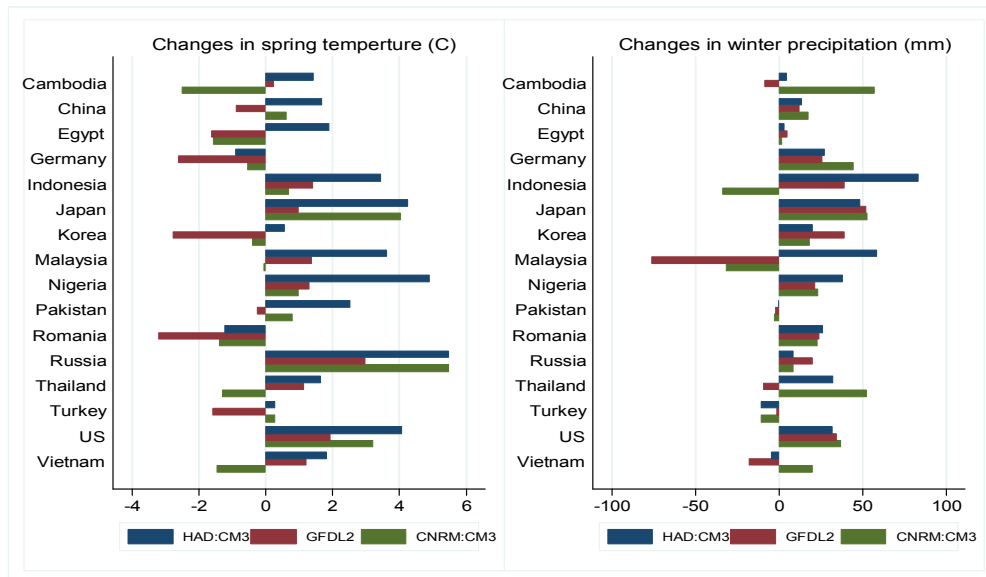 Changes in spring temperture (C)
Cambodia
China
Egypt
Germany
Indonesia
Japan
Korea
Malaysia
Nigeria
Pakistan
Romania
Russia
Thailand
Turkey
US
Vietnam
-4 -2 0 2 4 6
HAD:CM3 GFDL2 CNRM:CM3
Changes in winter precipitation (mm)
Cambodia
China
Egypt
Germany
Indonesia
Japan
Korea
Malaysia
Nigeria
Pakistan
Romania
Russia
Thailand
Turkey
US
Vietnam
-100 -50 0 50 100
HAD:CM3 GFDL2 CNRM:CM3